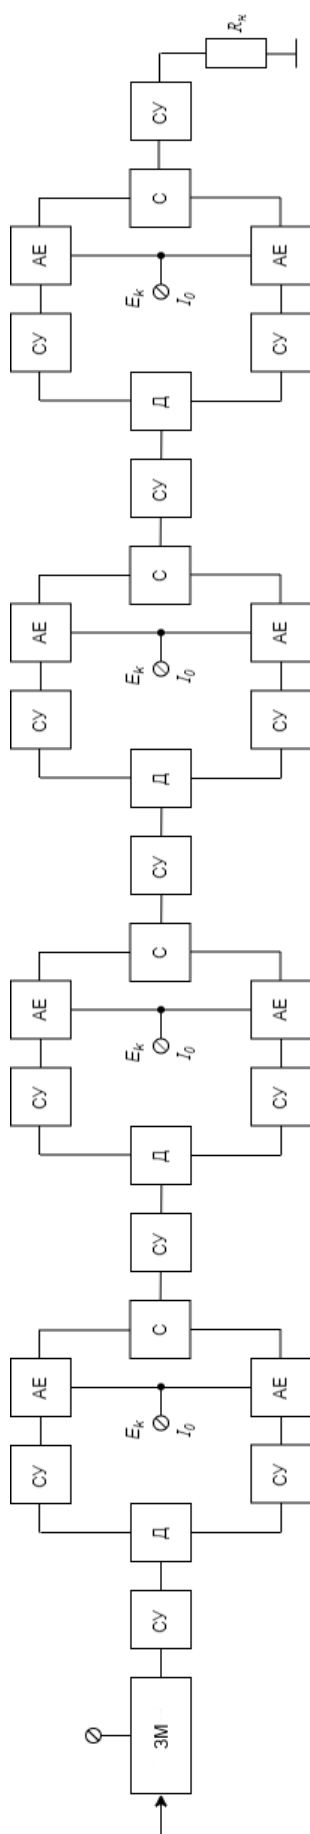 СУ АЕ СУ АЕ СУ АЕ СУ АЕ
E_k E_k E_k E_k
ЗМ СУ Д С СУ Д С СУ Д С СУ Д С СУ
I_0 I_0 I_0 I_0
R_н
СУ АЕ СУ АЕ СУ АЕ СУ АЕ